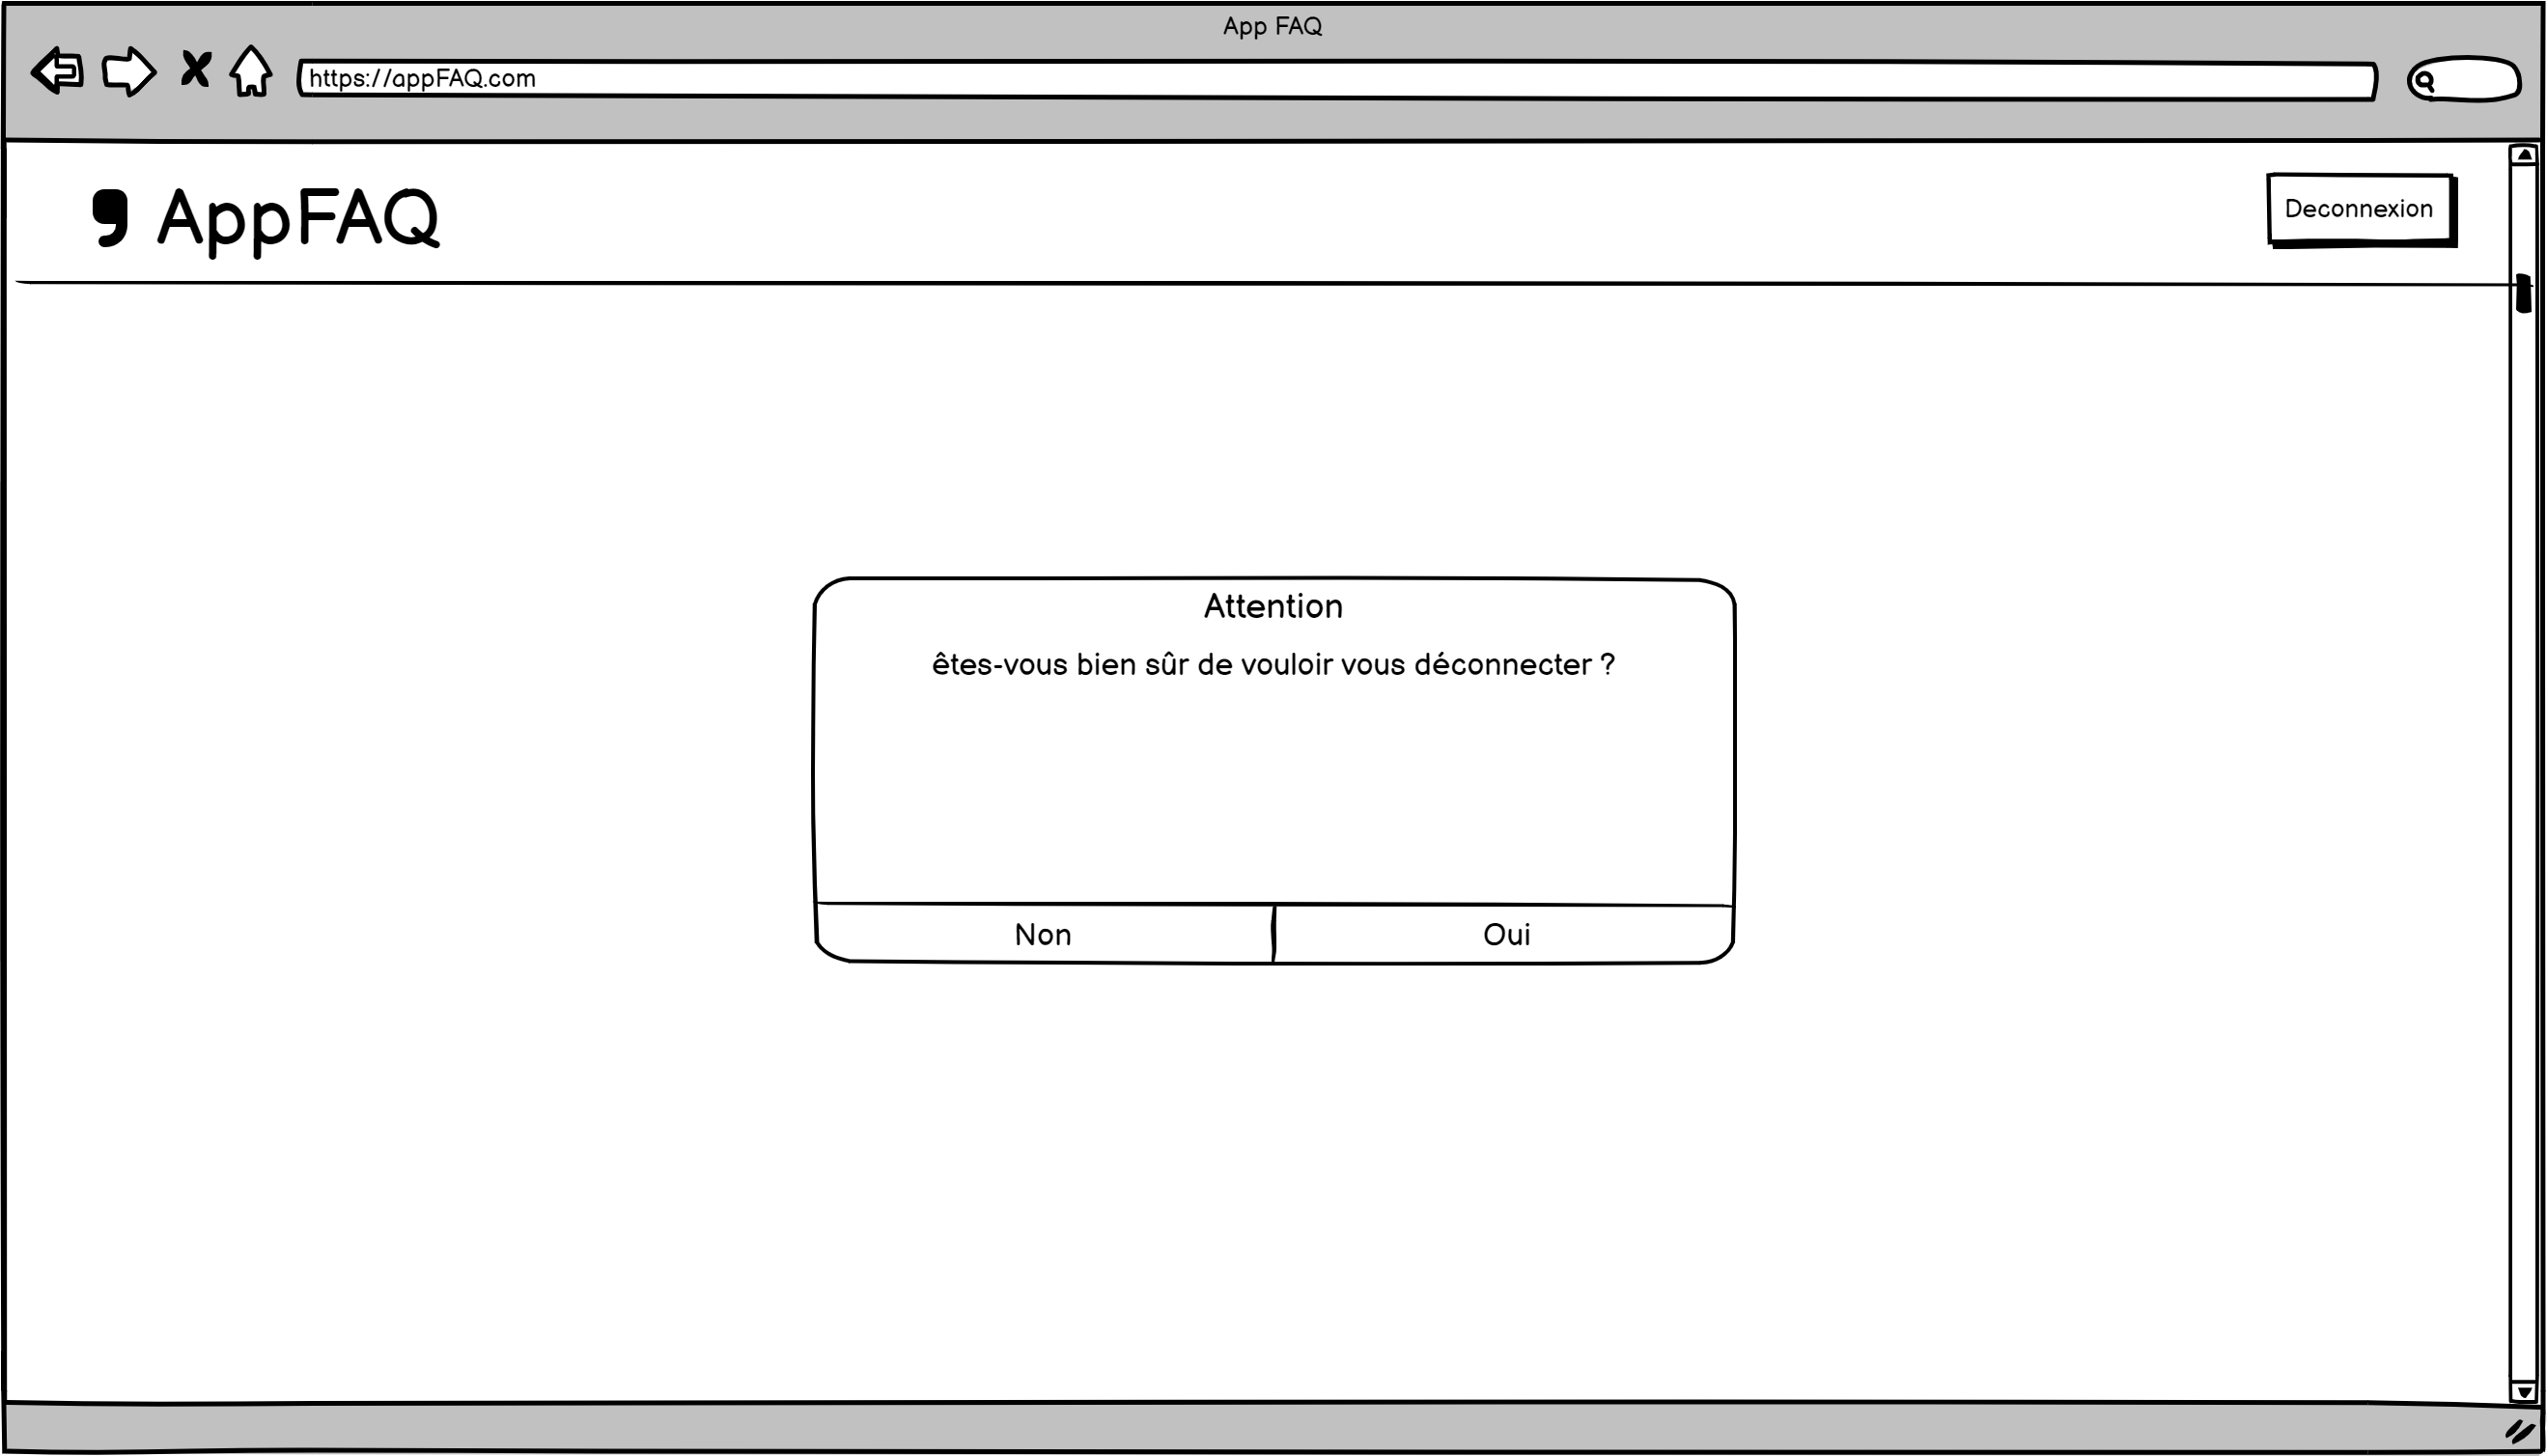 App FAQ
https://appFAQ.com
AppFAQ
Deconnexion
Attention
êtes-vous bien sûr de vouloir vous déconnecter ?
Non
Oui